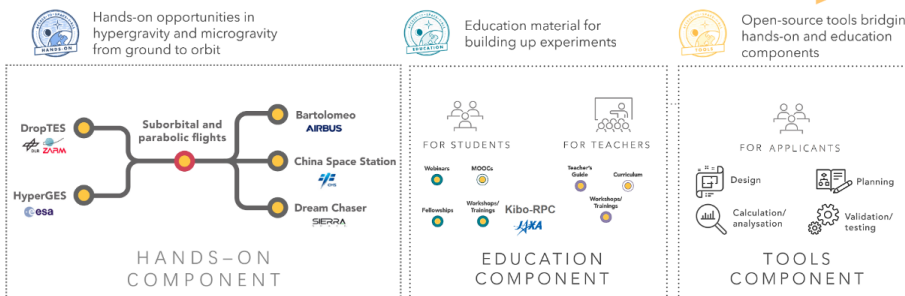 HANDS-ON
Hands-on opportunities in
hypergravity and microgravity
from ground to orbit
EDUCATION
Education material for
building up experiments
TOOLS
Open-source tools bridgin
hands-on and education
components
DropTES
DLR ZARM
HyperGES
esa
Suborbital and
parabolic flights
Bartolomeo
AIRBUS
China Space Station
Dream Chaser
SIERRA
HANDS–ON
COMPONENT
FOR STUDENTS
Webinars
MOOCs
Fellowships
Workshops/
Trainings
Kibo-RPC
JAXA
FOR TEACHERS
Teacher's
Guide
Curriculum
Workshops/
Trainings
EDUCATION
COMPONENT
FOR APPLICANTS
Design
Planning
Calculation/
analysation
Validation/
testing
TOOLS
COMPONENT